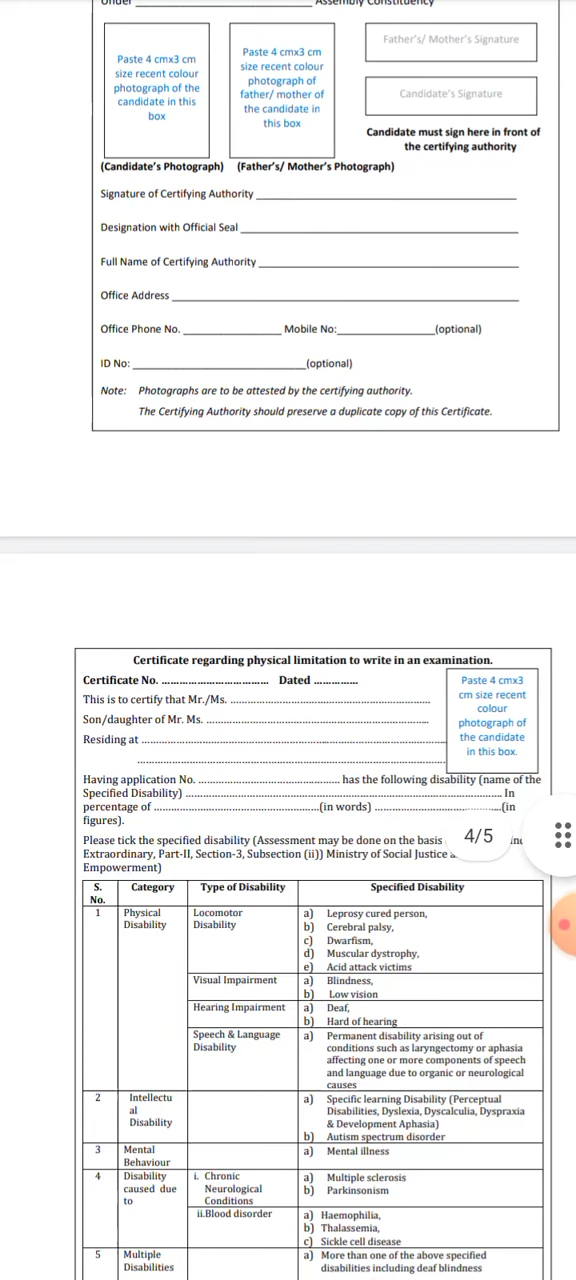 Under ______________________________ Assembly Constituency
Paste 4 cmx3 cm
size recent colour
photograph of the
candidate in this
box
Paste 4 cmx3 cm
size recent colour
photograph of
father/ mother of
the candidate in
this box
Father's/ Mother's Signature
Candidate's Signature
Candidate must sign here in front of
the certifying authority
(Candidate's Photograph) (Father's/ Mother's Photograph)
Signature of Certifying Authority ______________________________
Designation with Official Seal ______________________________
Full Name of Certifying Authority ______________________________
Office Address ______________________________
Office Phone No. ________________ Mobile No:________________(optional)
ID No: ______________________________(optional)
Note: Photographs are to be attested by the certifying authority.
The Certifying Authority should preserve a duplicate copy of this Certificate.
Certificate regarding physical limitation to write in an examination.
Certificate No. ................................ Dated ..............
This is to certify that Mr./Ms. ............................................................
Son/daughter of Mr. Ms. ..................................................................
Residing at ..........................................................................................
..........................................................................................
Paste 4 cmx3
cm size recent
colour
photograph of
the candidate
in this box.
Having application No. .......................................... has the following disability (name of the
Specified Disability) ............................................................................................... In
percentage of .................................................(in words) .....................................(in
figures).
Please tick the specified disability (Assessment may be done on the basis
4/5
Extraordinary, Part-II, Section-3, Subsection (ii)) Ministry of Social Justice
Empowerment)
S. No. Category Type of Disability Specified Disability
1 Physical Disability Locomotor Disability a) Leprosy cured person,
b) Cerebral palsy,
c) Dwarfism,
d) Muscular dystrophy,
e) Acid attack victims
Visual Impairment a) Blindness,
b) Low vision
Hearing Impairment a) Deaf,
b) Hard of hearing
Speech & Language Disability a) Permanent disability arising out of
conditions such as laryngectomy or aphasia
affecting one or more components of speech
and language due to organic or neurological
causes
2 Intellectu al Disability a) Specific learning Disability (Perceptual
Disabilities, Dyslexia, Dyscalculia, Dyspraxia
& Development Aphasia)
b) Autism spectrum disorder
3 Mental Behaviour a) Mental illness
4 Disability caused due to i. Chronic Neurological Conditions a) Multiple sclerosis
b) Parkinsonism
ii.Blood disorder a) Haemophilia,
b) Thalassemia,
c) Sickle cell disease
5 Multiple Disabilities a) More than one of the above specified
disabilities including deaf blindness